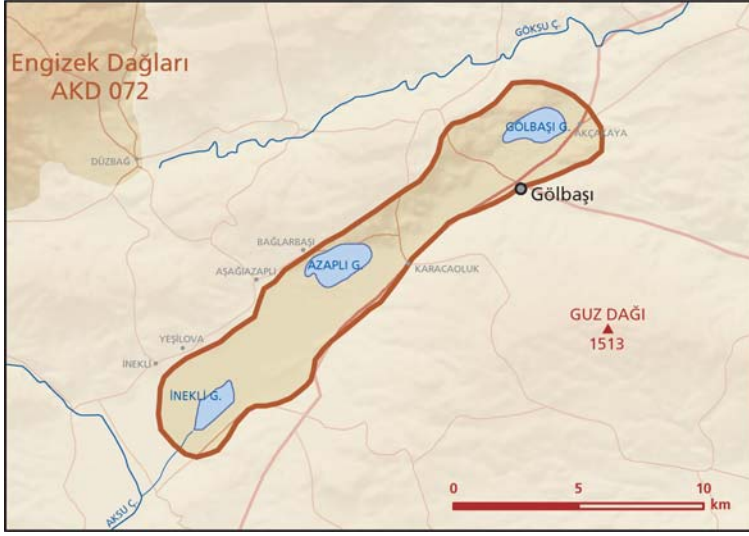 Engizek Dağları
AKD 072
GÖKSU Ç.
GÖLBAŞI G.
AKÇAKAYA
DÜZBAĞ
Gölbaşı
BAĞLARBAŞI
AZAPLI G.
KARACAOLUK
AŞAĞIAZAPLI
GUZ DAĞI
1513
YEŞİLOVA
İNEKLİ
İNEKLİ G.
AKSU Ç.
0 5 10
km